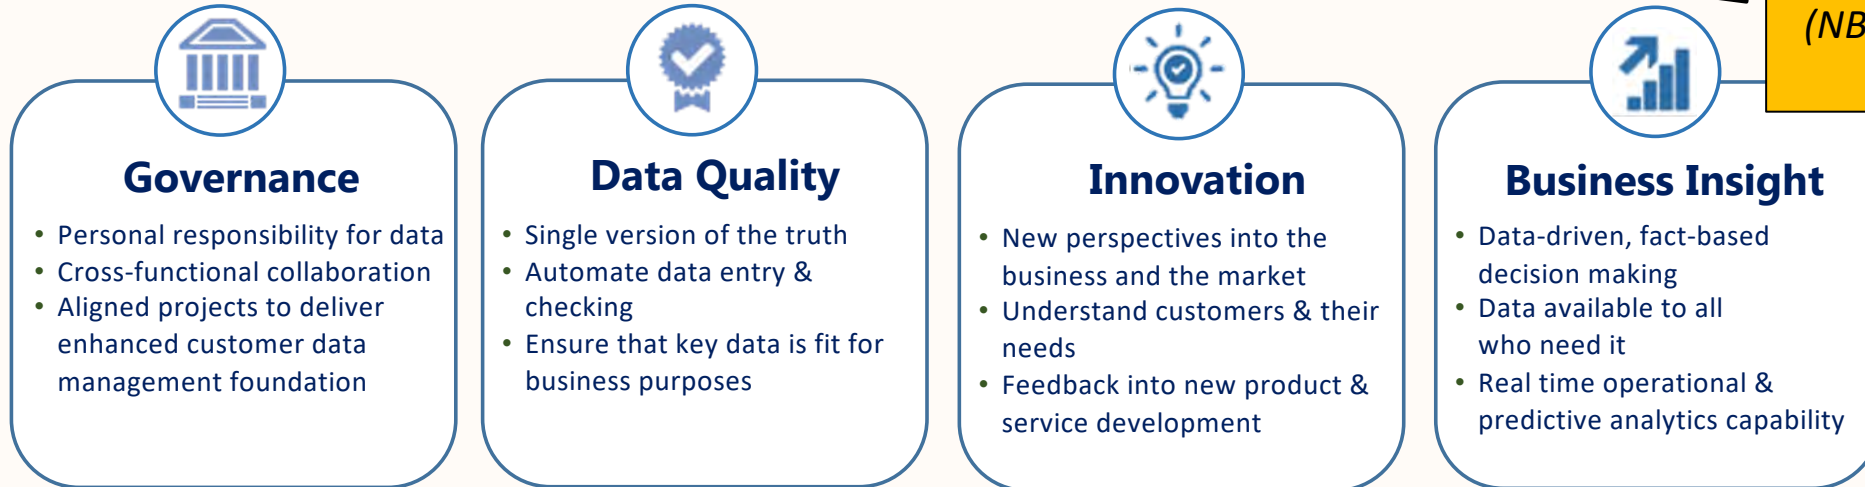 (NB
Governance
• Personal responsibility for data
• Cross-functional collaboration
• Aligned projects to deliver
enhanced customer data
management foundation
Data Quality
• Single version of the truth
• Automate data entry &
checking
• Ensure that key data is fit for
business purposes
Innovation
• New perspectives into the
business and the market
• Understand customers & their
needs
• Feedback into new product &
service development
Business Insight
• Data-driven, fact-based
decision making
• Data available to all
who need it
• Real time operational &
predictive analytics capability